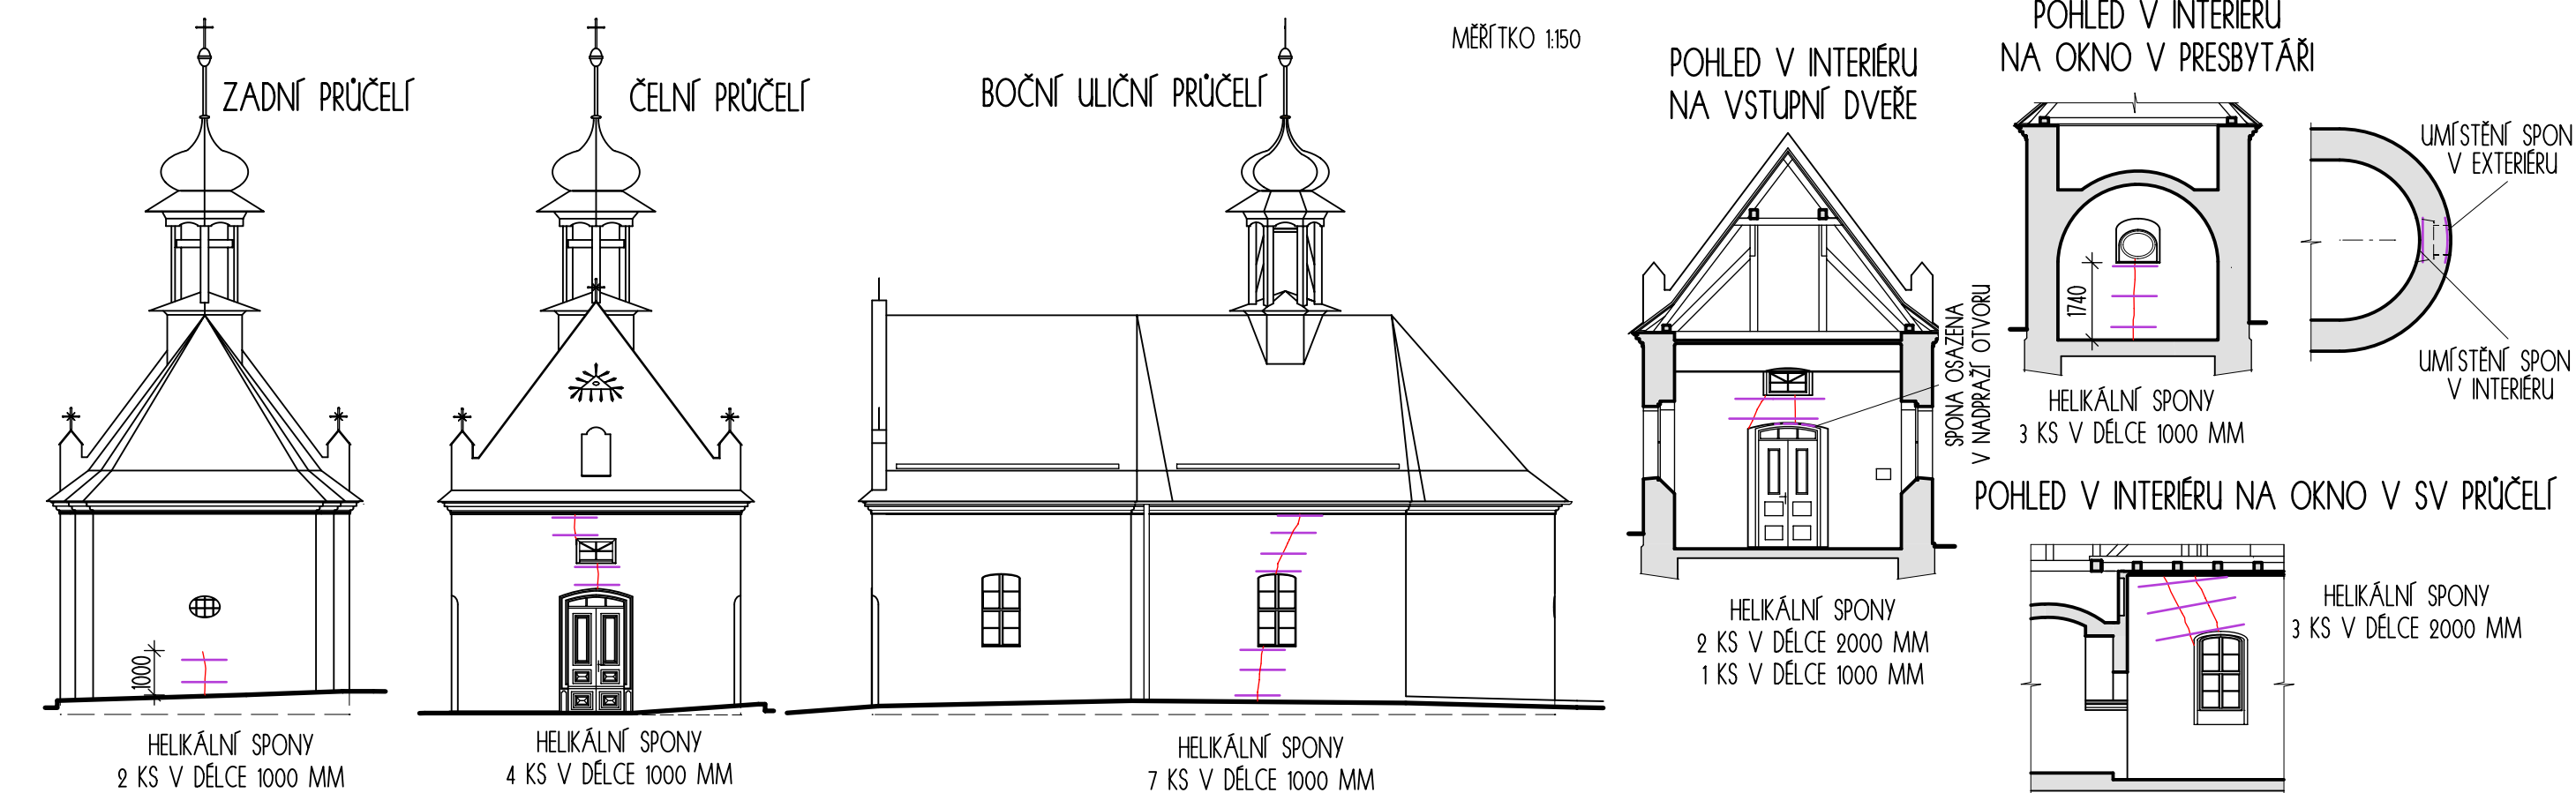 ZADNÍ PRŮČELÍ
1000
HELIKÁLNÍ SPONY
2 KS V DÉLCE 1000 MM
ČELNÍ PRŮČELÍ
HELIKÁLNÍ SPONY
4 KS V DÉLCE 1000 MM
BOČNÍ ULIČNÍ PRŮČELÍ
HELIKÁLNÍ SPONY
7 KS V DÉLCE 1000 MM
MĚŘÍTKO 1:150
POHLED V INTERIÉRU
NA VSTUPNÍ DVEŘE
SPONA OSAZENA
V NADPRAŽÍ OTVORU
HELIKÁLNÍ SPONY
2 KS V DÉLCE 2000 MM
1 KS V DÉLCE 1000 MM
POHLED V INTERIÉRU
NA OKNO V PRESBYTÁŘI
1740
HELIKÁLNÍ SPONY
3 KS V DÉLCE 1000 MM
UMÍSTĚNÍ SPON
V EXTERIÉRU
UMÍSTĚNÍ SPON
V INTERIÉRU
POHLED V INTERIÉRU NA OKNO V SV PRŮČELÍ
HELIKÁLNÍ SPONY
3 KS V DÉLCE 2000 MM